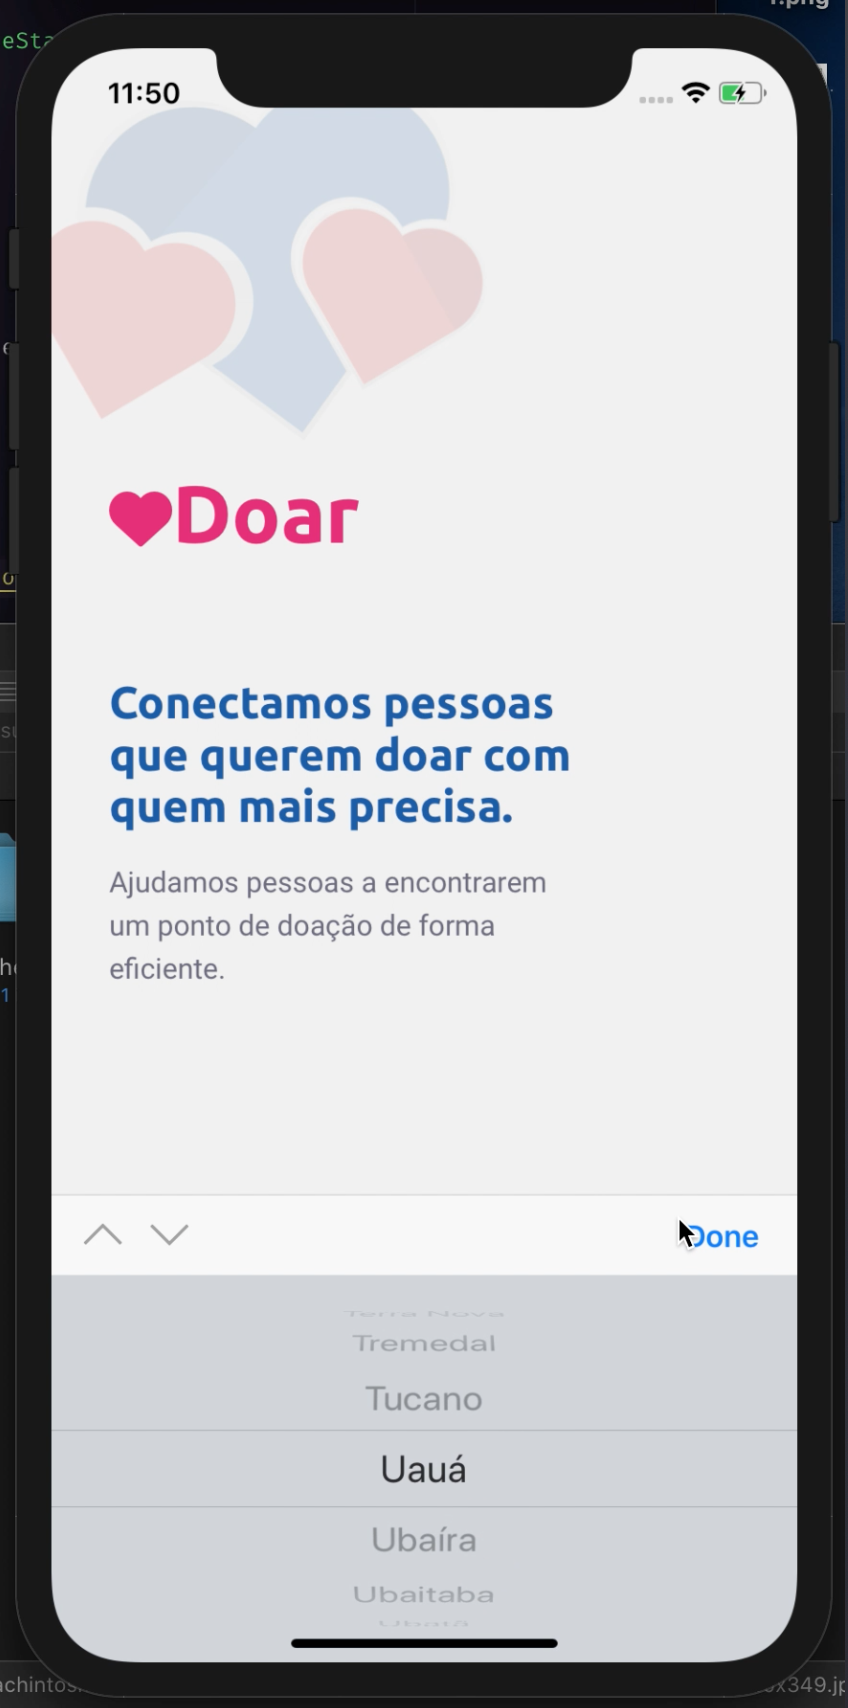 11:50
Doar
Conectamos pessoas
que querem doar com
quem mais precisa.
Ajudamos pessoas a encontrarem
um ponto de doação de forma
eficiente.
Done
Terra Nova
Tremedal
Tucano
Uauá
Ubaíra
Ubaitaba
Ubatã